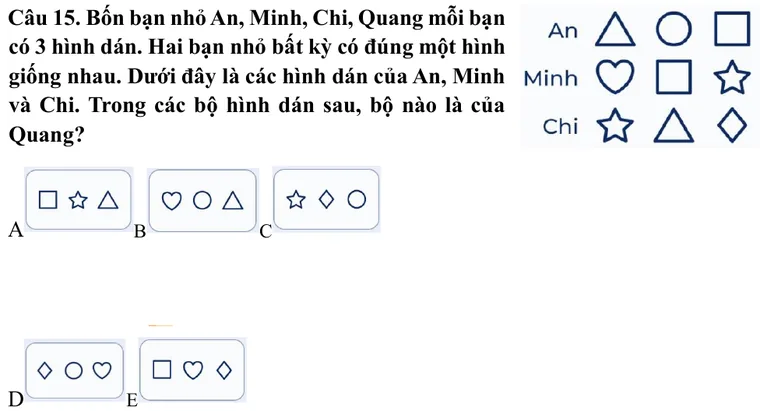 Câu 15. Bốn bạn nhỏ An, Minh, Chi, Quang mỗi bạn
có 3 hình dán. Hai bạn nhỏ bất kỳ có đúng một hình
giống nhau. Dưới đây là các hình dán của An, Minh
và Chi. Trong các bộ hình dán sau, bộ nào là của
Quang?
An
Minh
Chi
A
B
C
D
E